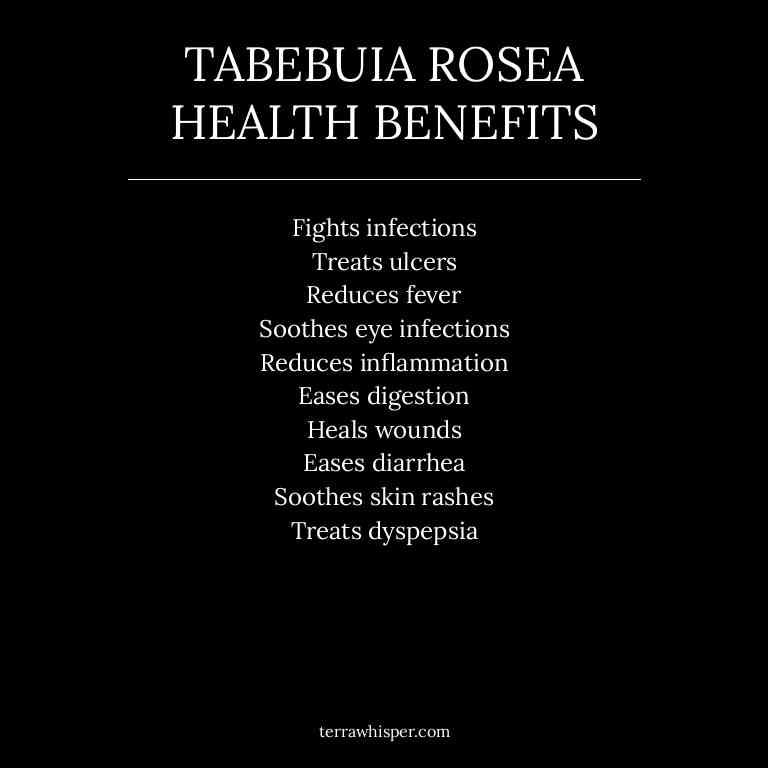 TABEBUIA ROSEA
HEALTH BENEFITS
Fights infections
Treats ulcers
Reduces fever
Soothes eye infections
Reduces inflammation
Eases digestion
Heals wounds
Eases diarrhea
Soothes skin rashes
Treats dyspepsia
terrawhisper.com